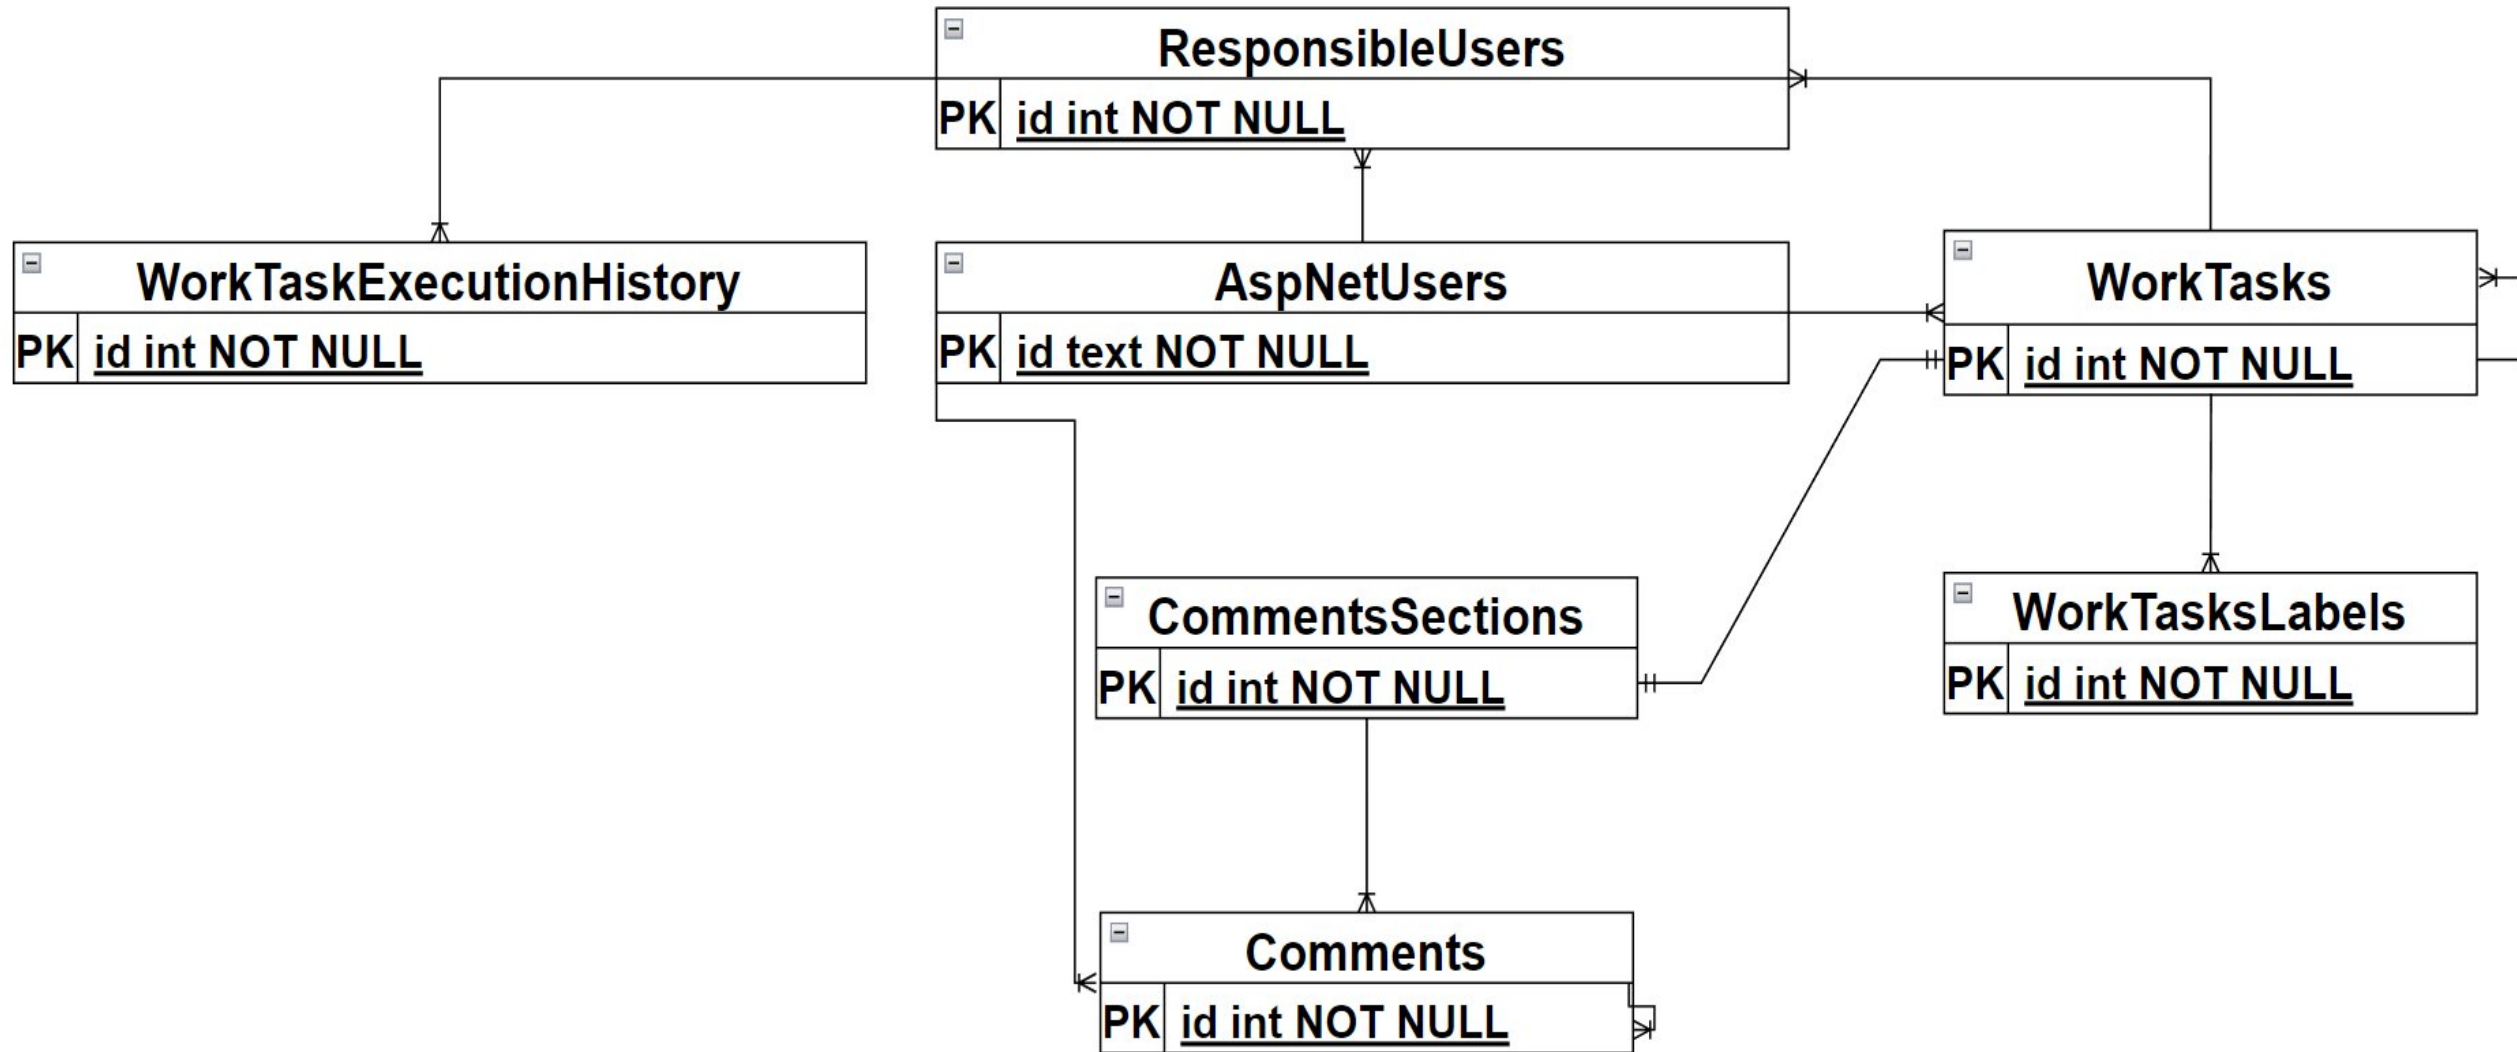 ResponsibleUsers
PK id int NOT NULL
WorkTaskExecutionHistory
PK id int NOT NULL
AspNetUsers
PK id text NOT NULL
WorkTasks
PK id int NOT NULL
CommentsSections
PK id int NOT NULL
WorkTasksLabels
PK id int NOT NULL
Comments
PK id int NOT NULL